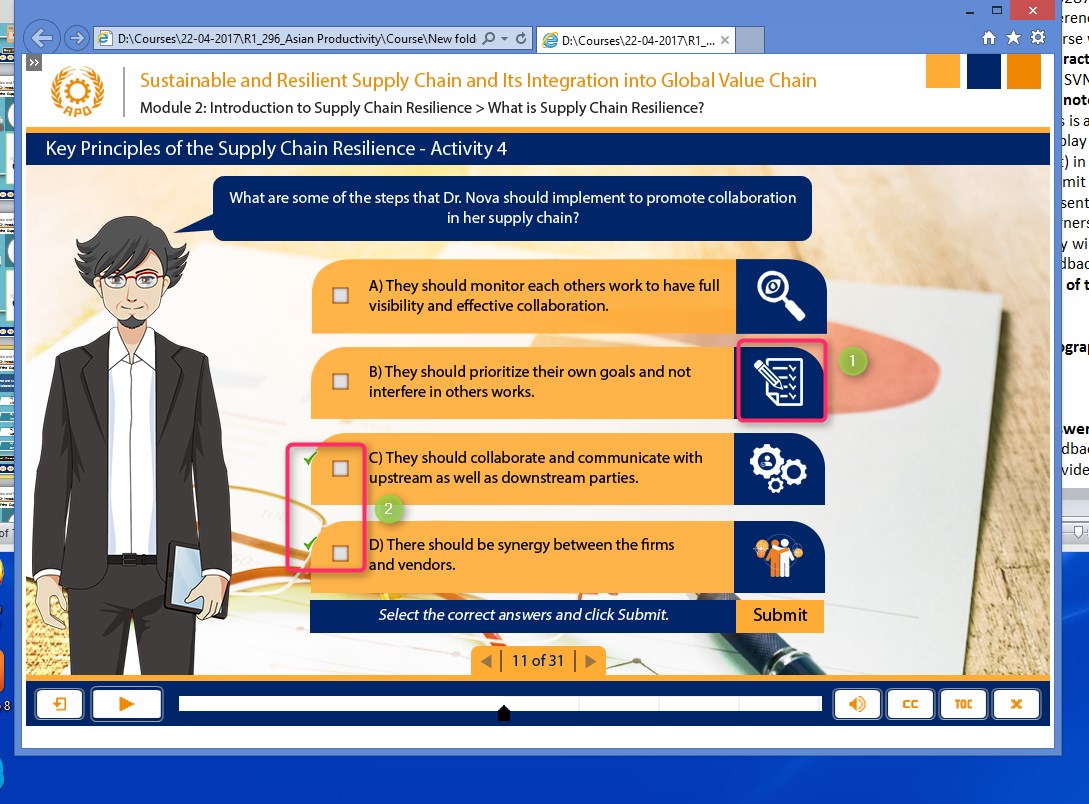 D:\Courses\22-04-2017\R1_296_Asian Productivity\Course\New fold
D:\Courses\22-04-2017\R1_...
APO
Sustainable and Resilient Supply Chain and Its Integration into Global Value Chain
Module 2: Introduction to Supply Chain Resilience > What is Supply Chain Resilience?
Key Principles of the Supply Chain Resilience - Activity 4
What are some of the steps that Dr. Nova should implement to promote collaboration
in her supply chain?
A) They should monitor each others work to have full
visibility and effective collaboration.
B) They should prioritize their own goals and not
interfere in others works.
1
C) They should collaborate and communicate with
upstream as well as downstream parties.
2
D) There should be synergy between the firms
and vendors.
Select the correct answers and click Submit.
Submit
11 of 31
CC
TOC